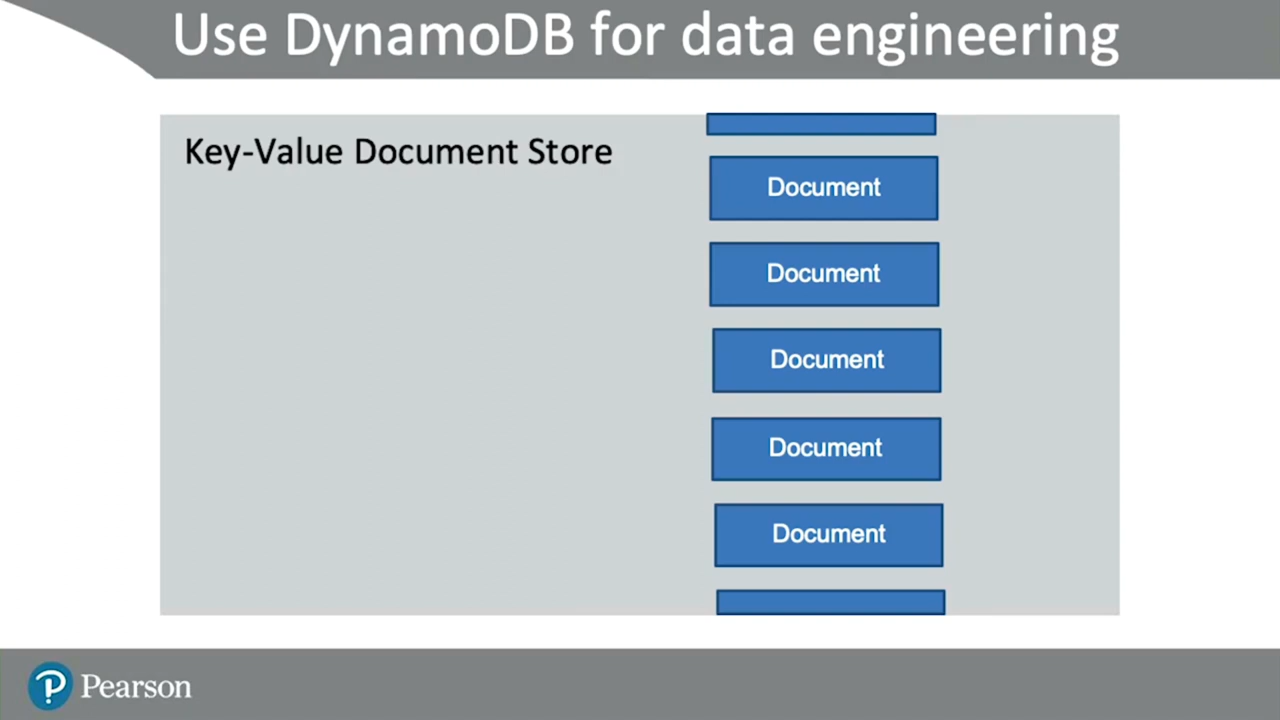 Use DynamoDB for data engineering
Key-Value Document Store
Document
Document
Document
Document
Document
Pearson